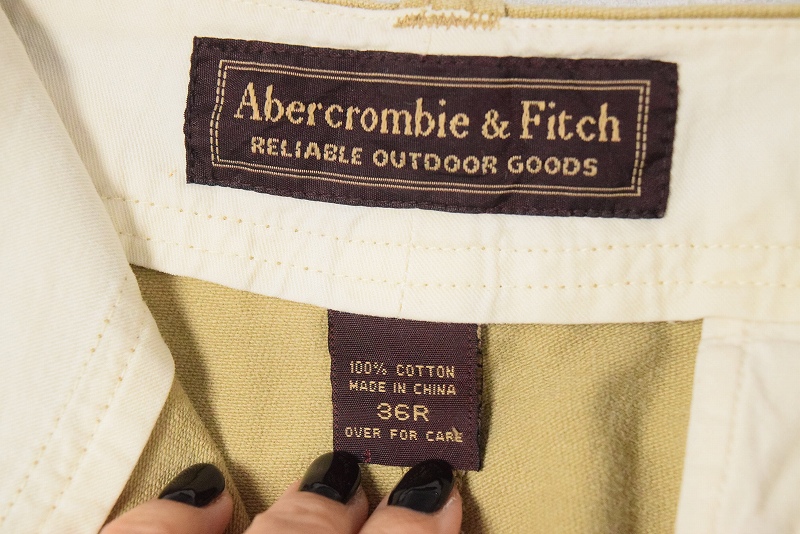 Abercrombie & Fitch
RELIABLE OUTDOOR GOODS
100% COTTON
MADE IN CHINA
36R
OVER FOR CARE